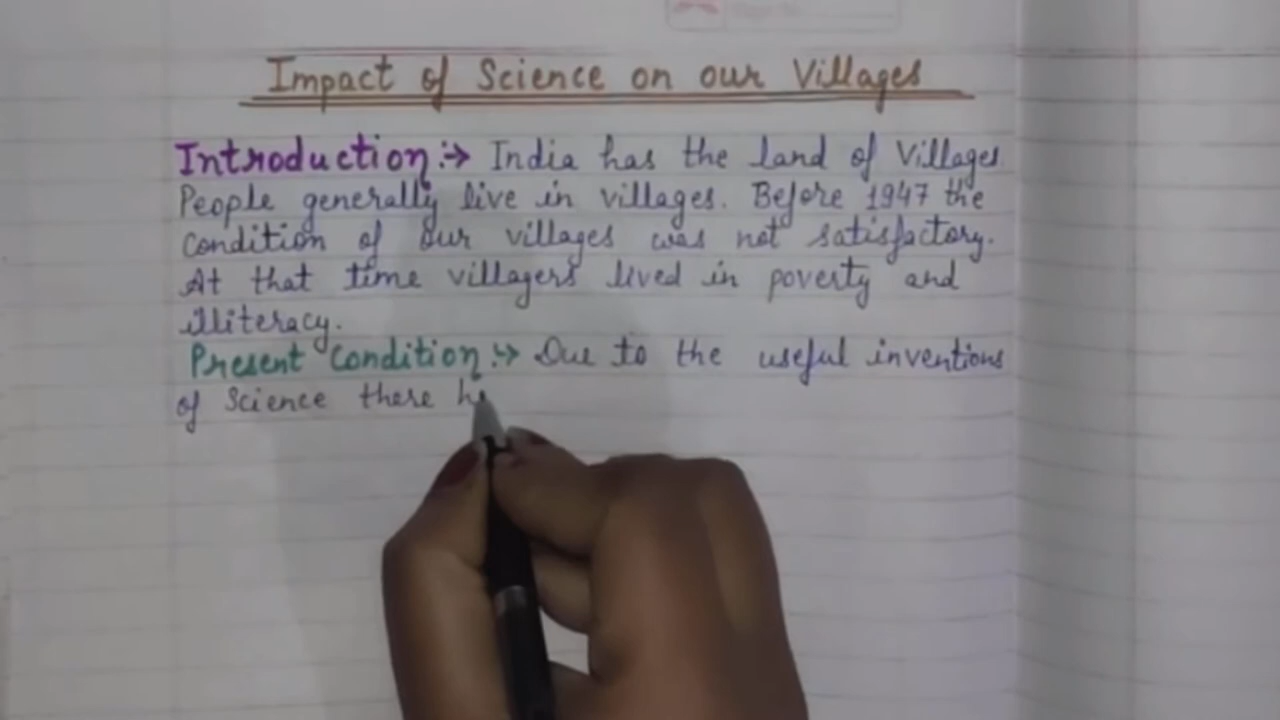 Impact of Science on our Villages
Introduction:→ India has the land of Villages
People generally live in villages. Before 1947 the
Condition of our villages was not satisfactory.
At that time villagers lived in poverty and
illiteracy.
Present Condition:→ Due to the useful inventions
of Science there